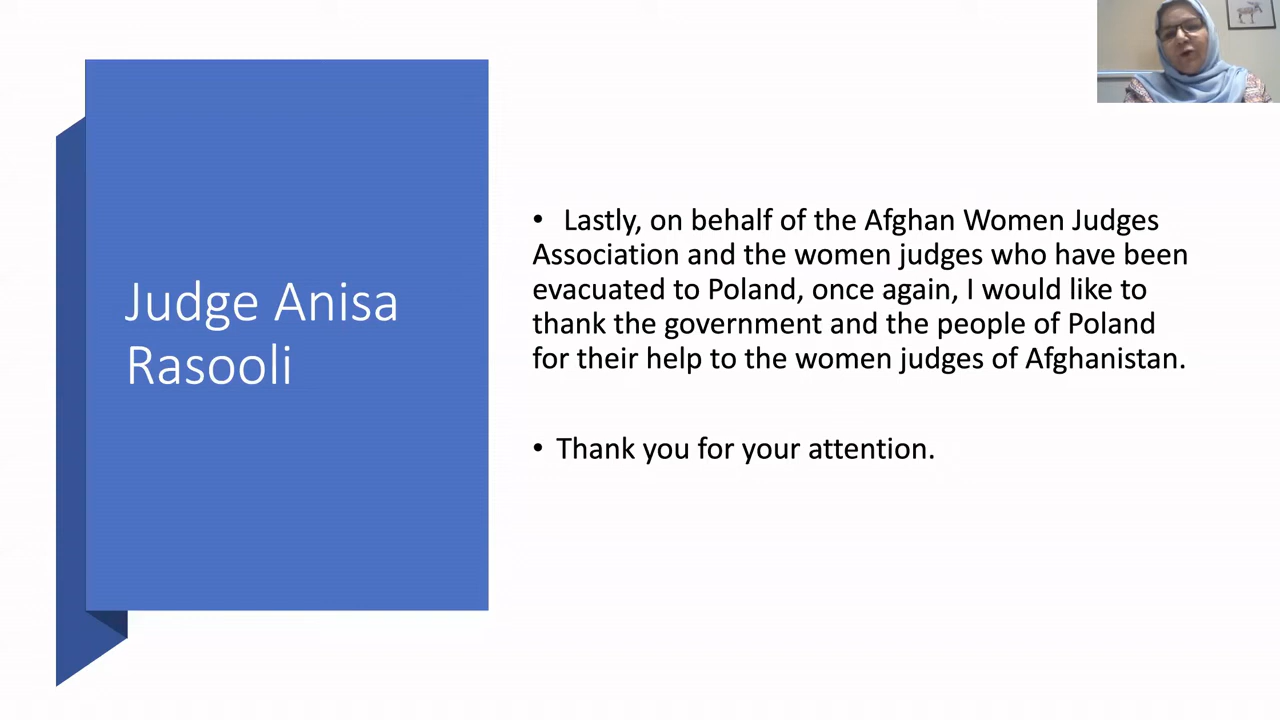 Judge Anisa
Rasooli
• Lastly, on behalf of the Afghan Women Judges
Association and the women judges who have been
evacuated to Poland, once again, I would like to
thank the government and the people of Poland
for their help to the women judges of Afghanistan.
• Thank you for your attention.